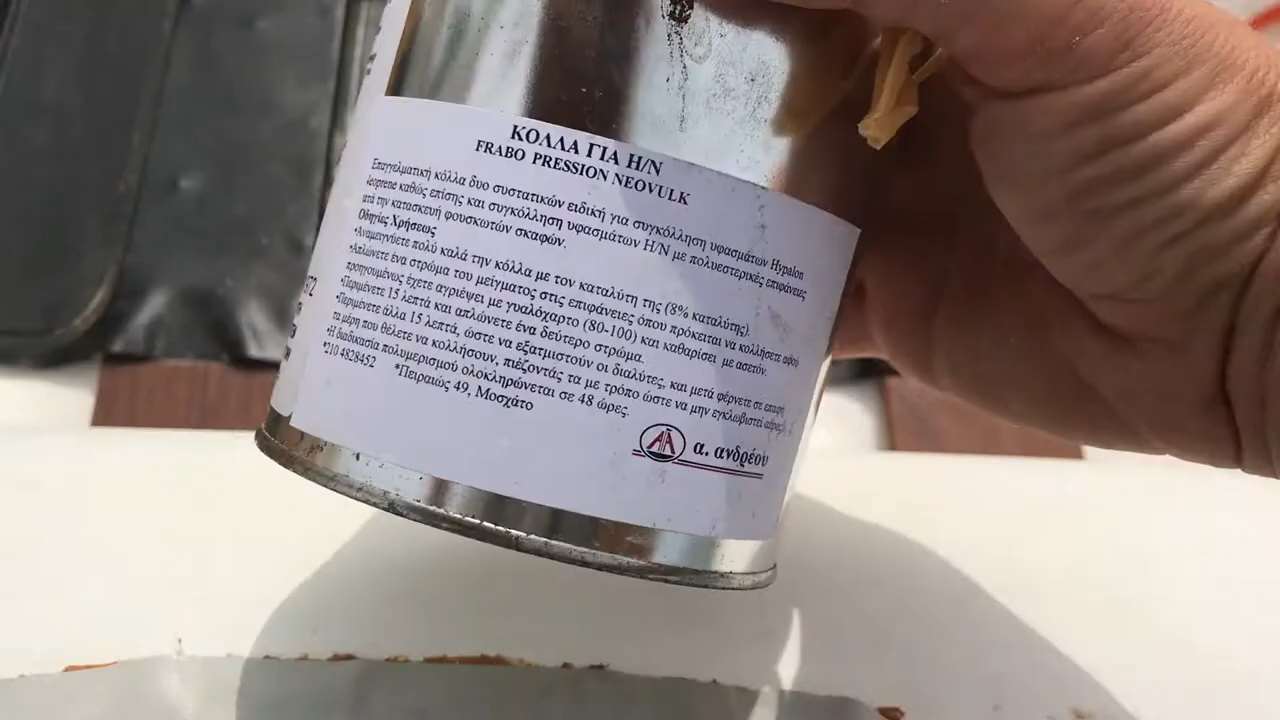 ΚΟΛΛΑ ΓΙΑ Η/Ν
FRABO PRESSION NEOVULK
Επαγγελματική κόλλα δυο συστατικών ειδική για συγκόλληση υφασμάτων Hypalon
Neoprene καθώς επίσης και συγκόλληση υφασμάτων Η/Ν με πολυεστερικές επιφάνειες
κατά την κατασκευή φουσκωτών σκαφών.
Οδηγίες Χρήσεως
•Αναμειγνύετε πολύ καλά την κόλλα με τον καταλύτη της (8% καταλύτης)
•Απλώνετε ένα στρώμα του μείγματος στις επιφάνειες όπου πρόκειται να κολλήσετε αφού
προηγουμένως έχετε αγριέψει με γυαλόχαρτο (80-100) και καθαρίσει με ασετόν.
•Περιμένετε 15 λεπτά και απλώνετε ένα δεύτερο στρώμα.
•Περιμένετε άλλα 15 λεπτά, ώστε να εξατμιστούν οι διαλύτες, και μετά φέρνετε σε επαφή
τα μέρη που θέλετε να κολλήσουν, πιέζοντάς τα με τρόπο ώστε να μην εγκλωβιστεί αέρας
•Η διαδικασία πολυμερισμού ολοκληρώνεται σε 48 ώρες.
*210 4828452 *Πειραιώς 49, Μοσχάτο
α. ανδρέου